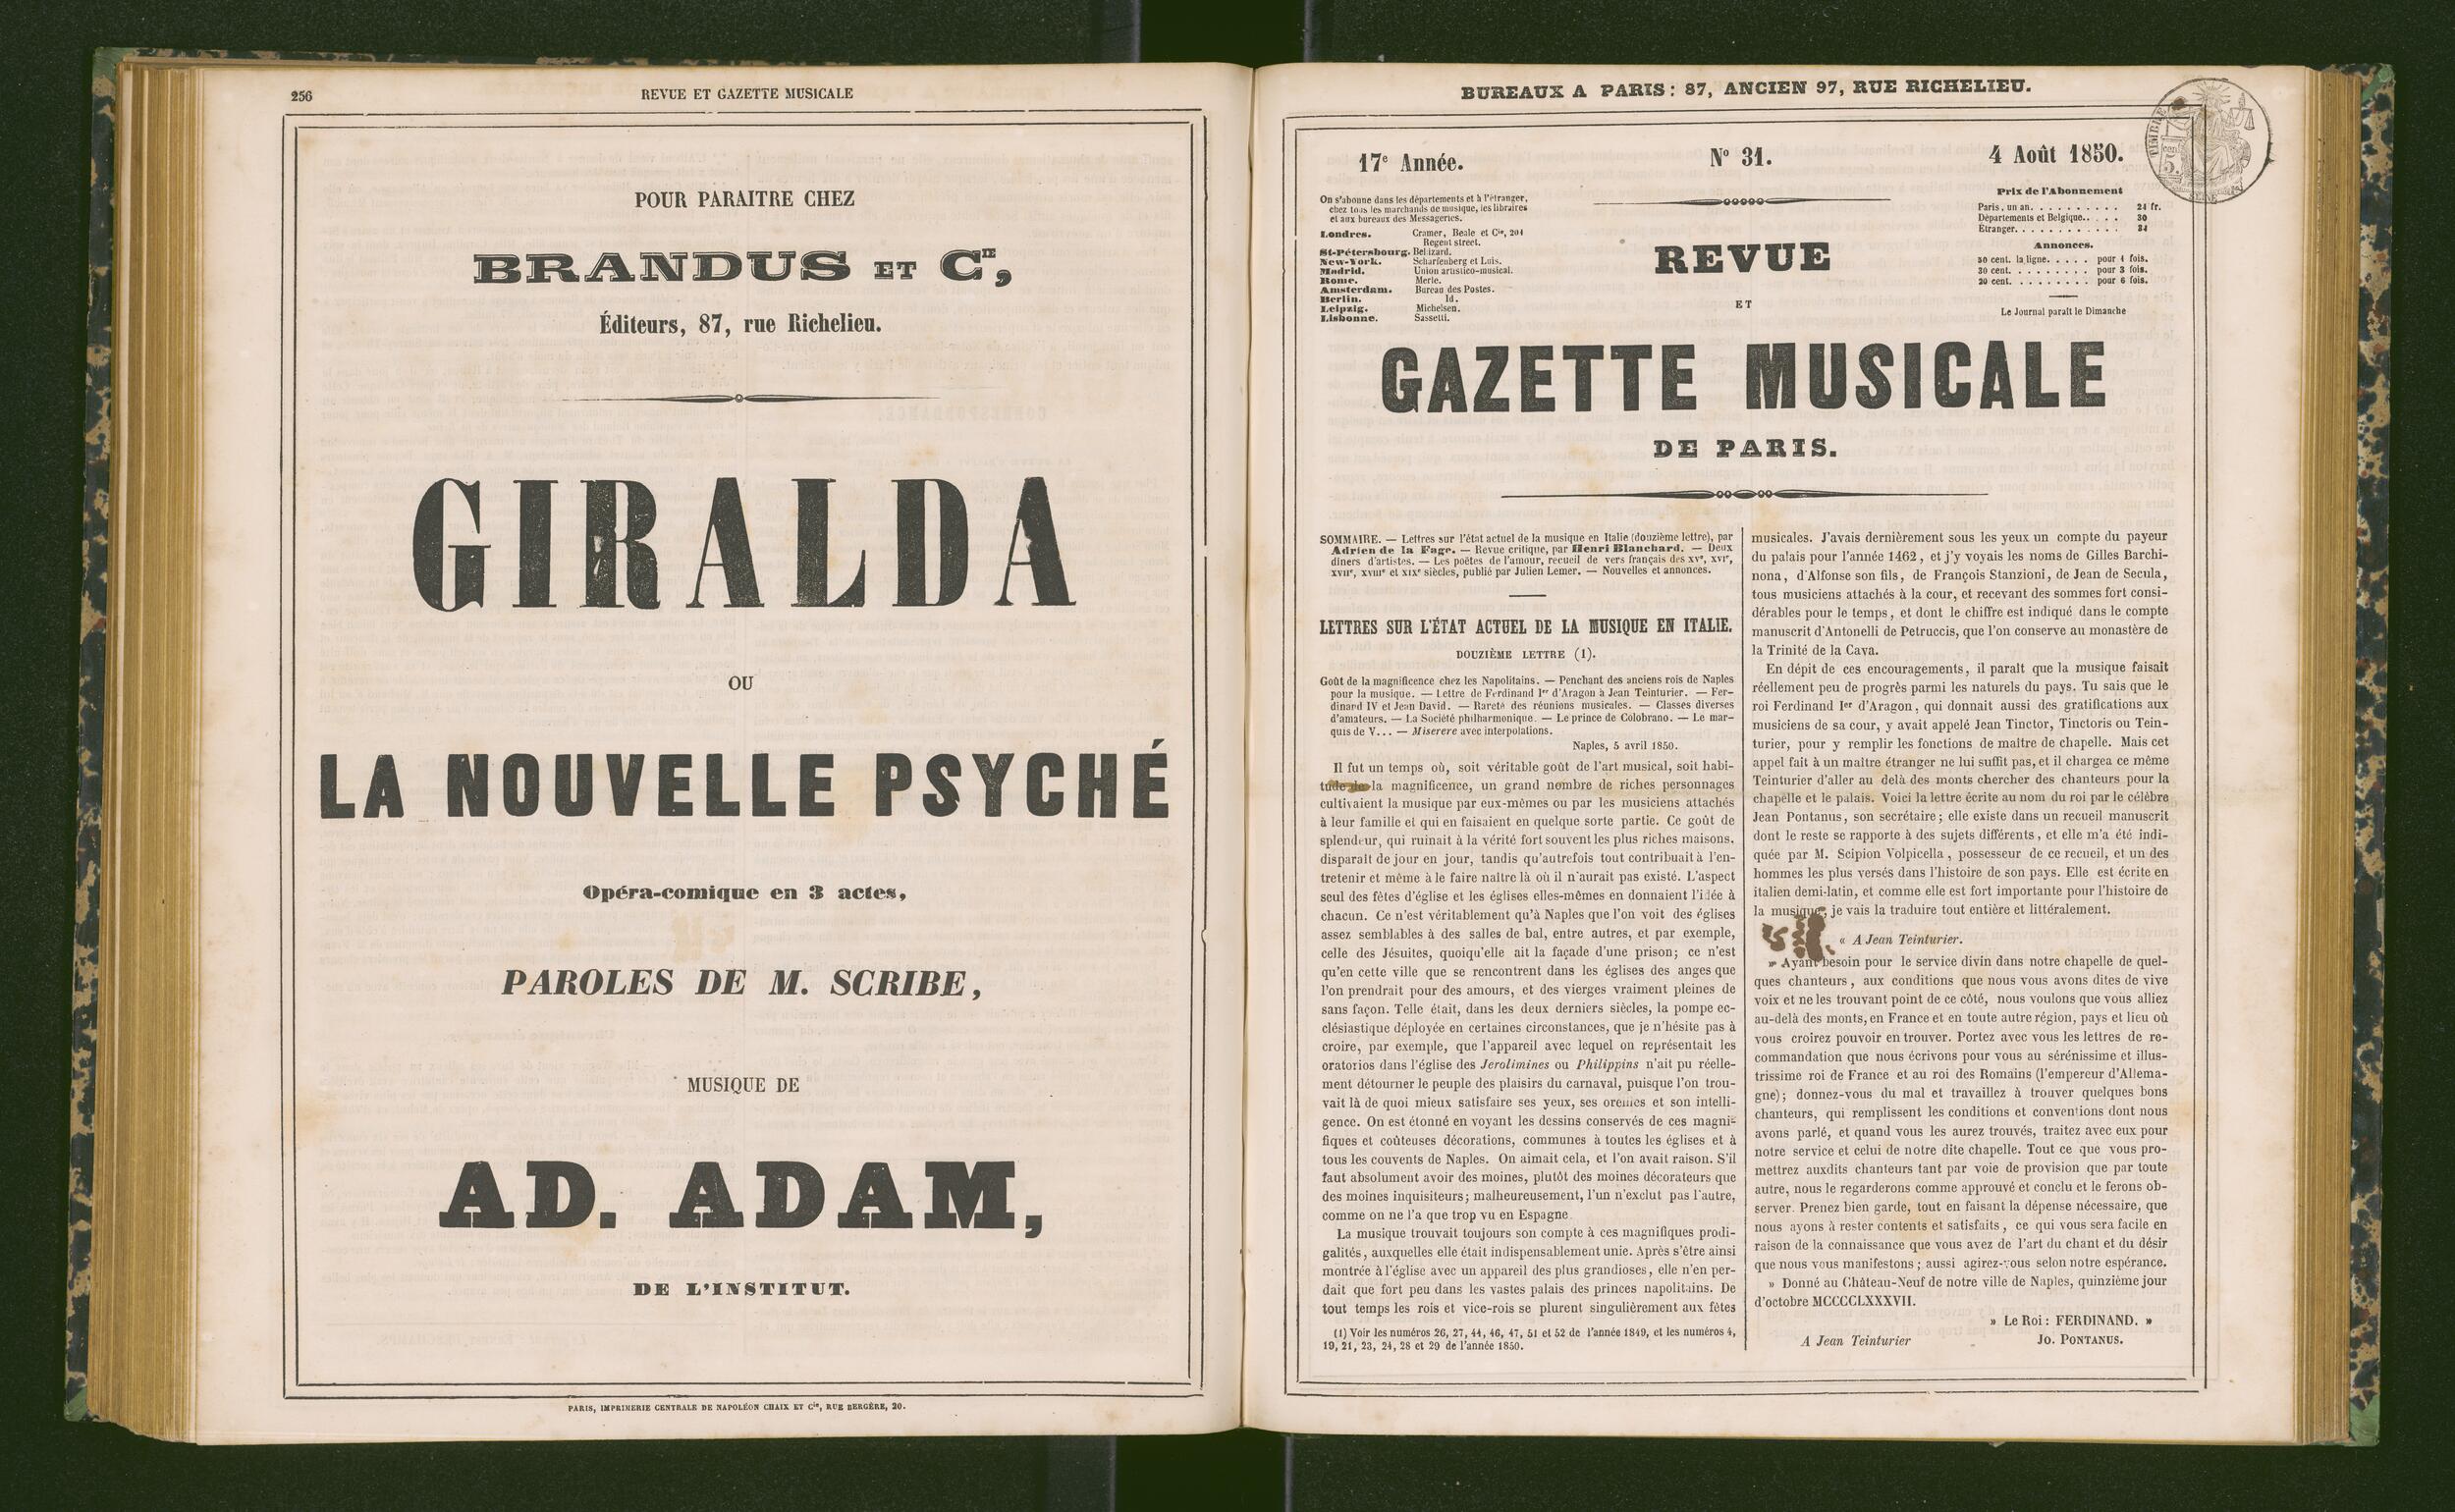 256
REVUE ET GAZETTE MUSICALE
POUR PARAITRE CHEZ
BRANDUS ET CE,
Éditeurs, 87, rue Richelieu.
GIRALDA
OU
LA NOUVELLE PSYCHÉ
Opéra-comique en 3 actes,
PAROLES DE M. SCRIBE,
MUSIQUE DE
AD. ADAM,
DE L'INSTITUT.
PARIS, IMPRIMERIE CENTRALE DE NAPOLÉON CHAIX ET Cie, RUE BERGÈRE, 20.
BUREAUX A PARIS: 87, ANCIEN 97, RUE RICHELIEU.
17e Année.
N° 31.
4 Août 1850.
TIMBRE
5.
SEINE
On s'abonne dans les départements et à l'étranger,
chez tous les marchands de musique, les libraires
et aux bureaux des Messageries.
Londres. Cramer, Beale et Cie, 201
Regent street.
St-Pétersbourg. Bellizard.
New-York. Scharfenberg et Luis.
Madrid. Union artistico-musical.
Rome. Merle.
Amsterdam. Bureau des Postes.
Berlin. Id.
Leipzig. Michelsen.
Lisbonne. Sassetti.
Prix de l'Abonnement
Paris, un an. . . . . . . . . . 24 fr.
Départements et Belgique. . . . . 30
Étranger. . . . . . . . . . . . 34
Annonces.
50 cent. la ligne. . . . . pour 1 fois.
30 cent. . . . . . . . . pour 3 fois.
20 cent. . . . . . . . . pour 6 fois.
Le Journal paraît le Dimanche
REVUE
ET
GAZETTE MUSICALE
DE PARIS.
SOMMAIRE. — Lettres sur l'état actuel de la musique en Italie (douzième lettre), par
Adrien de la Fage. — Revue critique, par Henri Blanchard. — Deux
dîners d'artistes. — Les poëtes de l'amour, recueil de vers français des XVe, XVIe,
XVIIe, XVIIIe et XIXe siècles, publié par Julien Lemer. — Nouvelles et annonces.
LETTRES SUR L'ÉTAT ACTUEL DE LA MUSIQUE EN ITALIE.
DOUZIÈME LETTRE (1).
Goût de la magnificence chez les Napolitains. — Penchant des anciens rois de Naples
pour la musique. — Lettre de Ferdinand Ier d'Aragon à Jean Teinturier. — Fer-
dinand IV et Jean David. — Rareté des réunions musicales. — Classes diverses
d'amateurs. — La Société philharmonique. — Le prince de Colobrano. — Le mar-
quis de V... — Miserere avec interpolations.
Naples, 5 avril 1850.
Il fut un temps où, soit véritable goût de l'art musical, soit habi-
tude de la magnificence, un grand nombre de riches personnages
cultivaient la musique par eux-mêmes ou par les musiciens attachés
à leur famille et qui en faisaient en quelque sorte partie. Ce goût de
splendeur, qui ruinait à la vérité fort souvent les plus riches maisons,
disparaît de jour en jour, tandis qu'autrefois tout contribuait à l'en-
tretenir et même à le faire naître là où il n'aurait pas existé. L'aspect
seul des fêtes d'église et les églises elles-mêmes en donnaient l'idée à
chacun. Ce n'est véritablement qu'à Naples que l'on voit des églises
assez semblables à des salles de bal, entre autres, et par exemple,
celle des Jésuites, quoiqu'elle ait la façade d'une prison; ce n'est
qu'en cette ville que se rencontrent dans les églises des anges que
l'on prendrait pour des amours, et des vierges vraiment pleines de
sans façon. Telle était, dans les deux derniers siècles, la pompe ec-
clésiastique déployée en certaines circonstances, que je n'hésite pas à
croire, par exemple, que l'appareil avec lequel on représentait les
oratorios dans l'église des Jerolimines ou Philippins n'ait pu réelle-
ment détourner le peuple des plaisirs du carnaval, puisque l'on trou-
vait là de quoi mieux satisfaire ses yeux, ses oreilles et son intelli-
gence. On est étonné en voyant les dessins conservés de ces magni-
fiques et coûteuses décorations, communes à toutes les églises et à
tous les couvents de Naples. On aimait cela, et l'on avait raison. S'il
faut absolument avoir des moines, plutôt des moines décorateurs que
des moines inquisiteurs; malheureusement, l'un n'exclut pas l'autre,
comme on ne l'a que trop vu en Espagne
La musique trouvait toujours son compte à ces magnifiques prodi-
galités, auxquelles elle était indispensablement unie. Après s'être ainsi
montrée à l'église avec un appareil des plus grandioses, elle n'en per-
dait que fort peu dans les vastes palais des princes napolitains. De
tout temps les rois et vice-rois se plurent singulièrement aux fêtes
(1) Voir les numéros 26, 27, 44, 46, 47, 51 et 52 de l'année 1849, et les numéros 4,
19, 21, 23, 24, 28 et 29 de l'année 1850.
musicales. J'avais dernièrement sous les yeux un compte du payeur
du palais pour l'année 1462, et j'y voyais les noms de Gilles Barchi-
nona, d'Alfonse son fils, de François Stanzioni, de Jean de Secula,
tous musiciens attachés à la cour, et recevant des sommes fort consi-
dérables pour le temps, et dont le chiffre est indiqué dans le compte
manuscrit d'Antonelli de Petruccis, que l'on conserve au monastère de
la Trinité de la Cava.
En dépit de ces encouragements, il paraît que la musique faisait
réellement peu de progrès parmi les naturels du pays. Tu sais que le
roi Ferdinand Ier d'Aragon, qui donnait aussi des gratifications aux
musiciens de sa cour, y avait appelé Jean Tinctor, Tinctoris ou Tein-
turier, pour y remplir les fonctions de maître de chapelle. Mais cet
appel fait à un maître étranger ne lui suffit pas, et il chargea ce même
Teinturier d'aller au delà des monts chercher des chanteurs pour la
chapelle et le palais. Voici la lettre écrite au nom du roi par le célèbre
Jean Pontanus, son secrétaire; elle existe dans un recueil manuscrit
dont le reste se rapporte à des sujets différents, et elle m'a été indi-
quée par M. Scipion Volpicella, possesseur de ce recueil, et un des
hommes les plus versés dans l'histoire de son pays. Elle est écrite en
italien demi-latin, et comme elle est fort importante pour l'histoire de
la musique, je vais la traduire tout entière et littéralement.
« A Jean Teinturier.
» Ayant besoin pour le service divin dans notre chapelle de quel-
ques chanteurs, aux conditions que nous vous avons dites de vive
voix et ne les trouvant point de ce côté, nous voulons que vous alliez
au-delà des monts, en France et en toute autre région, pays et lieu où
vous croirez pouvoir en trouver. Portez avec vous les lettres de re-
commandation que nous écrivons pour vous au sérénissime et illus-
trissime roi de France et au roi des Romains (l'empereur d'Allema-
gne); donnez-vous du mal et travaillez à trouver quelques bons
chanteurs, qui remplissent les conditions et conventions dont nous
avons parlé, et quand vous les aurez trouvés, traitez avec eux pour
notre service et celui de notre dite chapelle. Tout ce que vous pro-
mettrez auxdits chanteurs tant par voie de provision que par toute
autre, nous le regarderons comme approuvé et conclu et le ferons ob-
server. Prenez bien garde, tout en faisant la dépense nécessaire, que
nous ayons à rester contents et satisfaits, ce qui vous sera facile en
raison de la connaissance que vous avez de l'art du chant et du désir
que nous vous manifestons; aussi agirez-vous selon notre espérance.
» Donné au Château-Neuf de notre ville de Naples, quinzième jour
d'octobre MCCCCLXXXVII.
» Le Roi: FERDINAND. »
A Jean Teinturier Jo. PONTANUS.